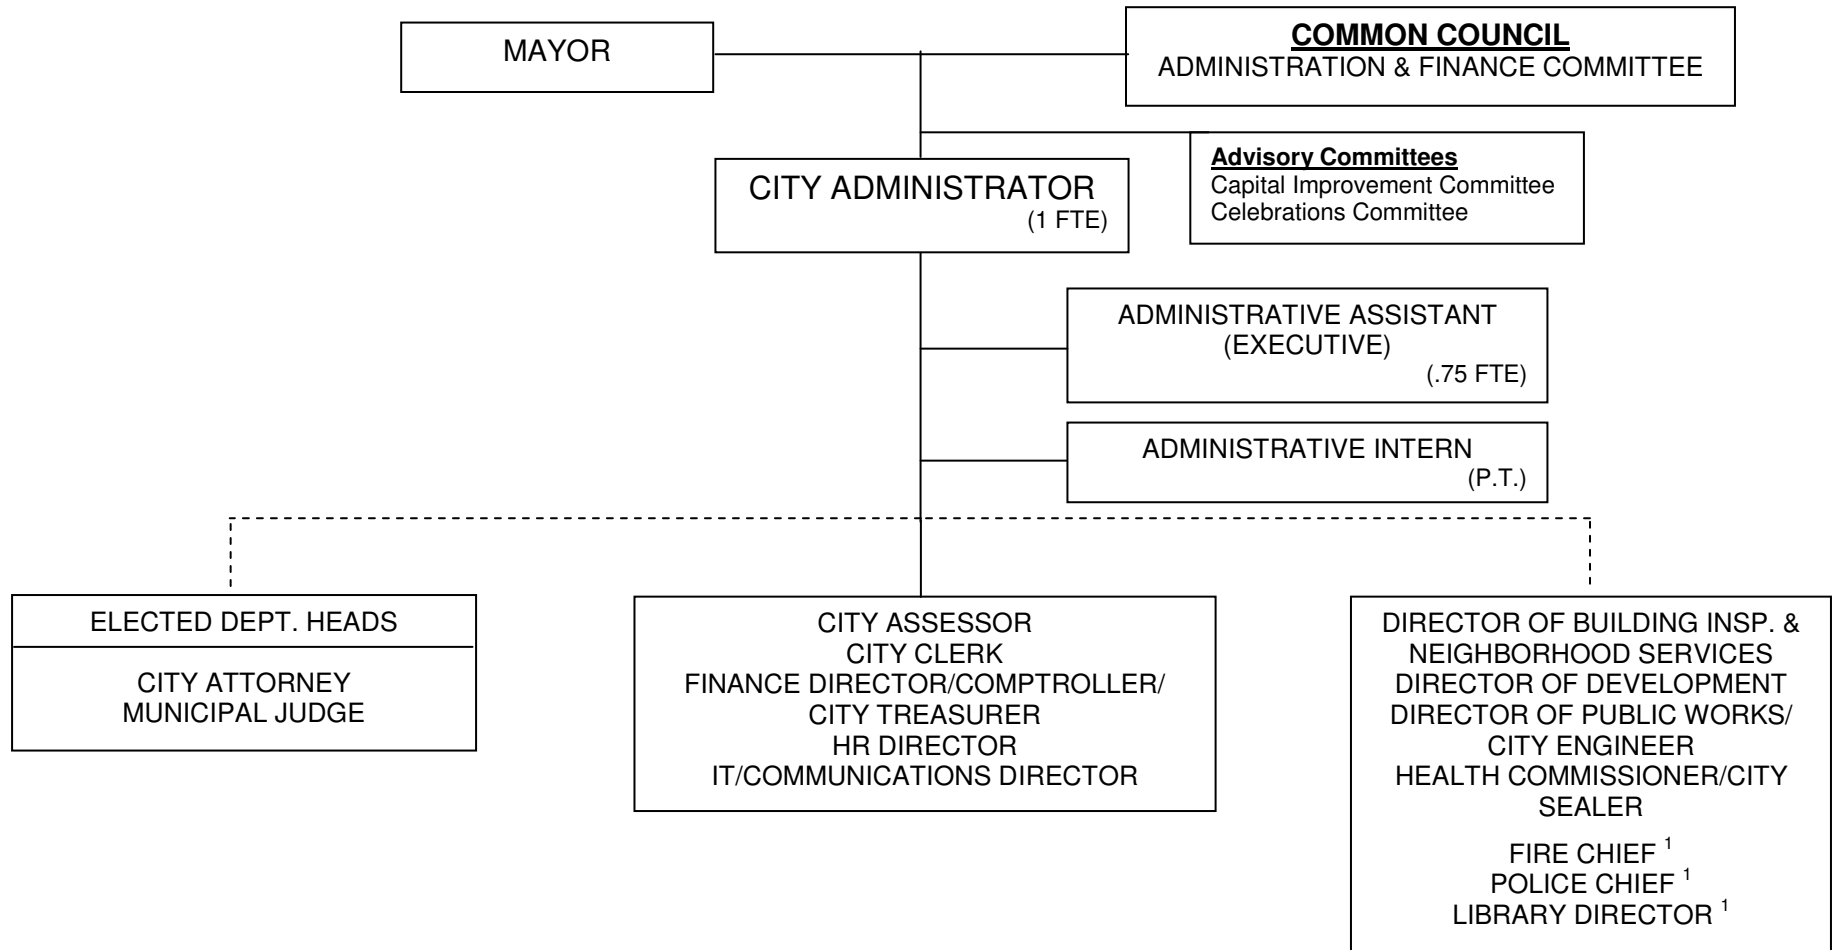 MAYOR
COMMON COUNCIL
ADMINISTRATION & FINANCE COMMITTEE
Advisory Committees
Capital Improvement Committee
Celebrations Committee
CITY ADMINISTRATOR
(1 FTE)
ADMINISTRATIVE ASSISTANT
(EXECUTIVE)
(.75 FTE)
ADMINISTRATIVE INTERN
(P.T.)
ELECTED DEPT. HEADS
CITY ATTORNEY
MUNICIPAL JUDGE
CITY ASSESSOR
CITY CLERK
FINANCE DIRECTOR/COMPTROLLER/
CITY TREASURER
HR DIRECTOR
IT/COMMUNICATIONS DIRECTOR
DIRECTOR OF BUILDING INSP. &
NEIGHBORHOOD SERVICES
DIRECTOR OF DEVELOPMENT
DIRECTOR OF PUBLIC WORKS/
CITY ENGINEER
HEALTH COMMISSIONER/CITY
SEALER
FIRE CHIEF ¹
POLICE CHIEF ¹
LIBRARY DIRECTOR ¹